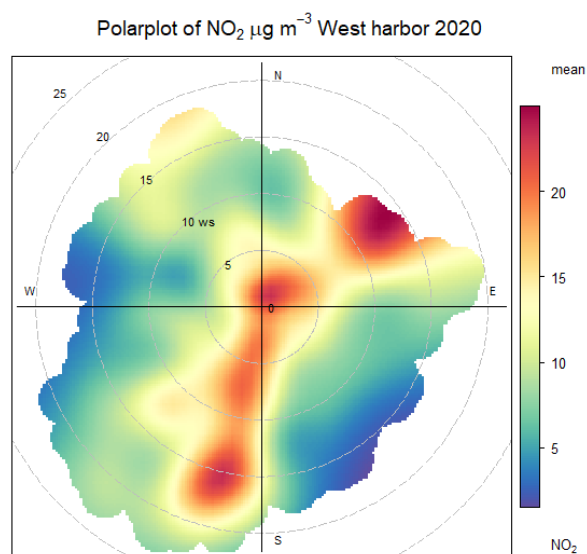 Polarplot of NO₂ μg m⁻³ West harbor 2020
mean
25
N
20
15
10 ws
5
W
0
E
S
20
15
10
5
NO₂